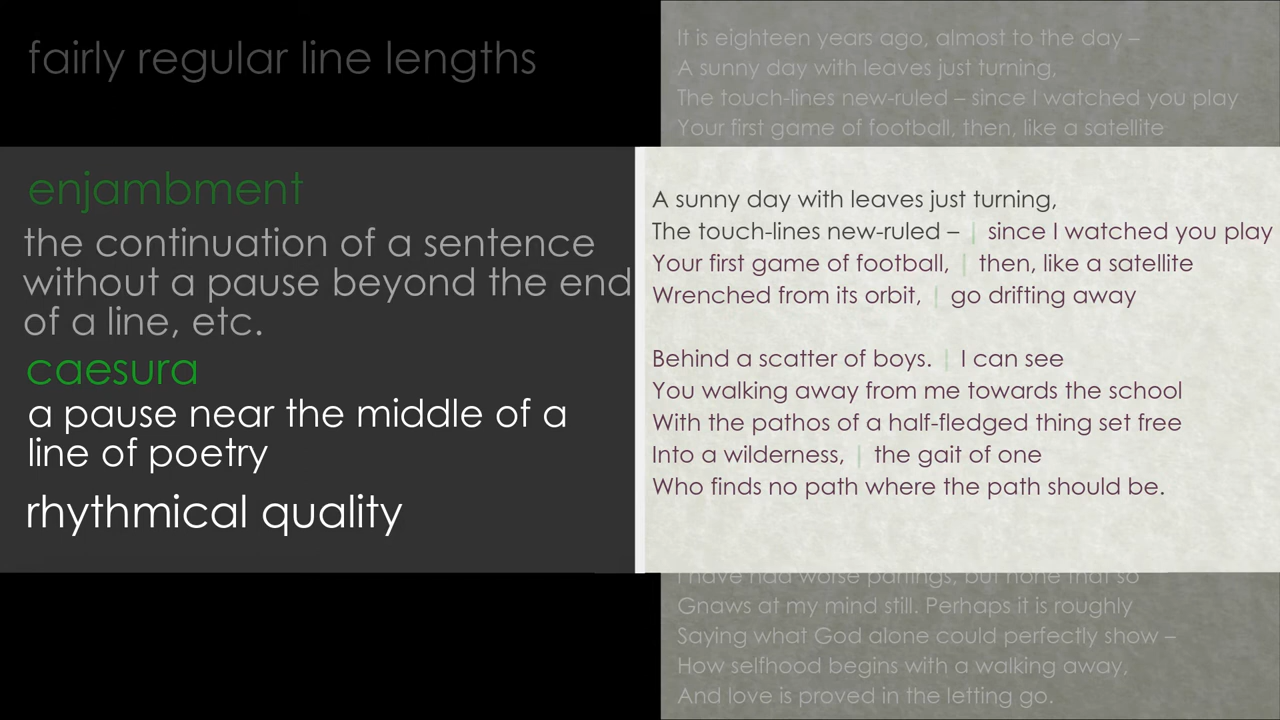 fairly regular line lengths
enjambment
the continuation of a sentence
without a pause beyond the end
of a line, etc.
caesura
a pause near the middle of a
line of poetry
rhythmical quality
It is eighteen years ago, almost to the day –
A sunny day with leaves just turning,
The touch-lines new-ruled – since I watched you play
Your first game of football, then, like a satellite
A sunny day with leaves just turning,
The touch-lines new-ruled – | since I watched you play
Your first game of football, | then, like a satellite
Wrenched from its orbit, | go drifting away
Behind a scatter of boys. | I can see
You walking away from me towards the school
With the pathos of a half-fledged thing set free
Into a wilderness, | the gait of one
Who finds no path where the path should be.
I have had worse partings, but none that so
Gnaws at my mind still. Perhaps it is roughly
Saying what God alone could perfectly show –
How selfhood begins with a walking away,
And love is proved in the letting go.